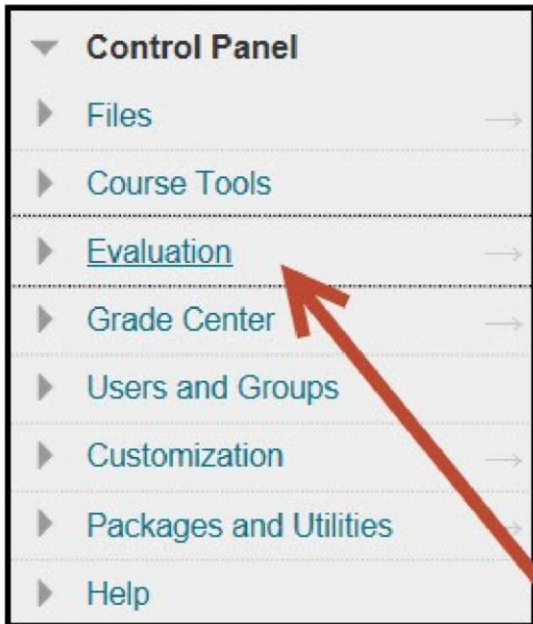 Control Panel
Files
Course Tools
Evaluation
Grade Center
Users and Groups
Customization
Packages and Utilities
Help